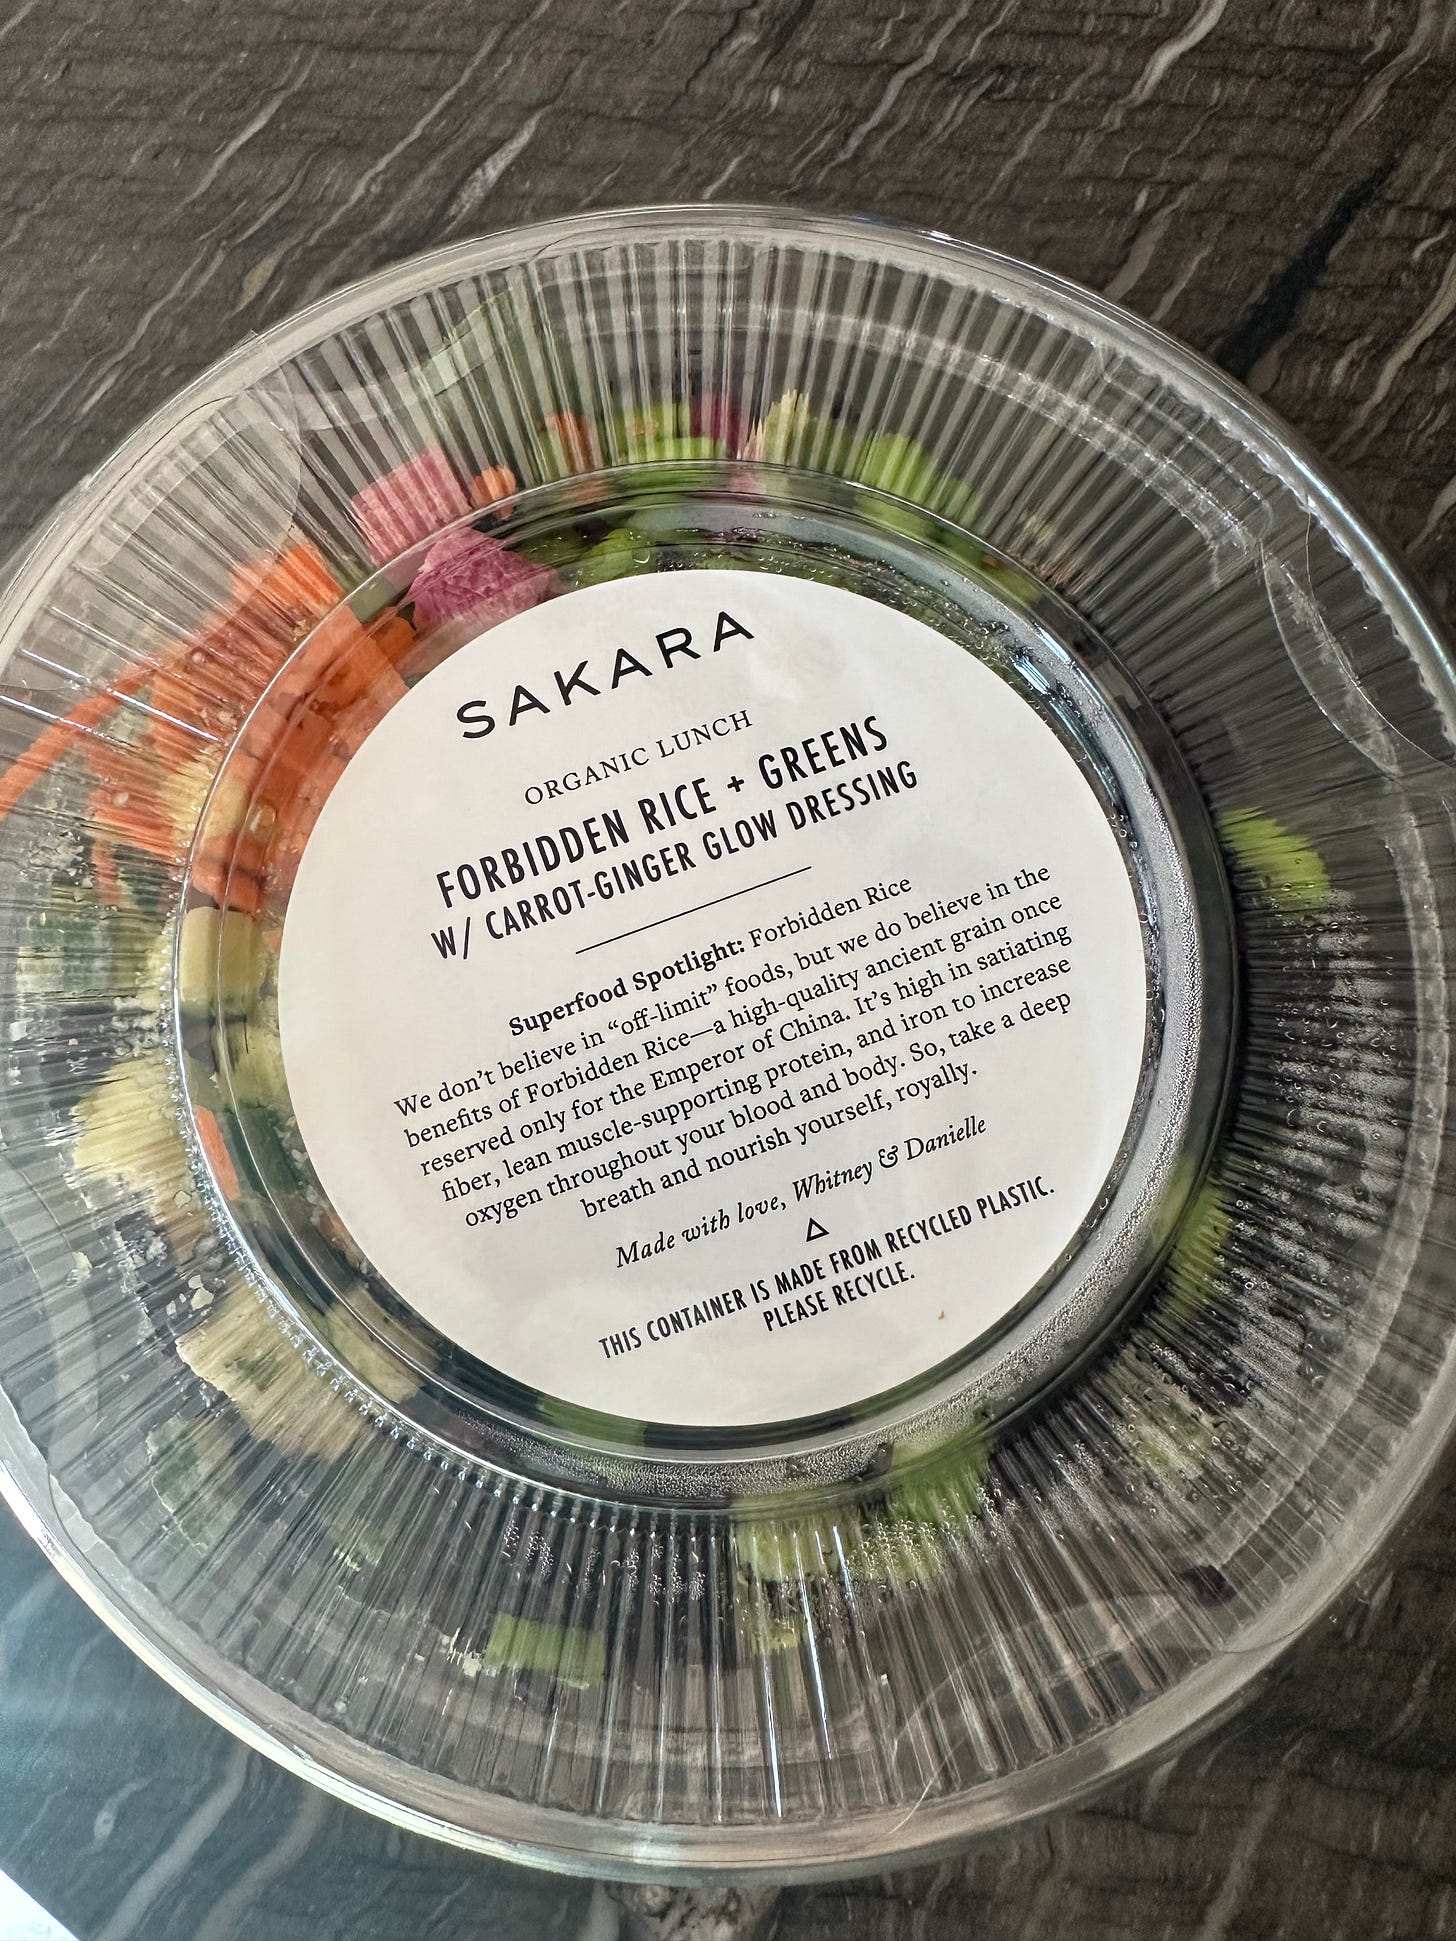 SAKARA
ORGANIC LUNCH
FORBIDDEN RICE + GREENS
W/ CARROT-GINGER GLOW DRESSING
Superfood Spotlight: Forbidden Rice
We don't believe in “off-limit” foods, but we do believe in the
benefits of Forbidden Rice—a high-quality ancient grain once
reserved only for the Emperor of China. It's high in satiating
fiber, lean muscle-supporting protein, and iron to increase
oxygen throughout your blood and body. So, take a deep
breath and nourish yourself, royally.
Made with love, Whitney & Danielle
THIS CONTAINER IS MADE FROM RECYCLED PLASTIC.
PLEASE RECYCLE.